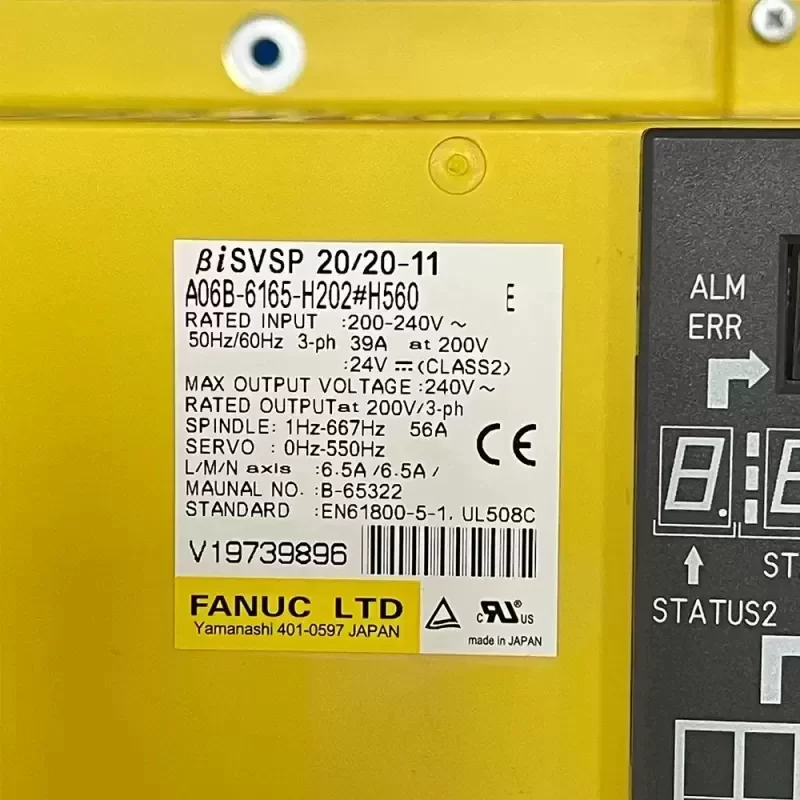 βiSVSP 20/20-11
A06B-6165-H202#H560 E
RATED INPUT :200-240V ~
50Hz/60Hz 3-ph 39A at 200V
:24V ⎓ (CLASS2)
MAX OUTPUT VOLTAGE :240V ~
RATED OUTPUT at 200V/3-ph
SPINDLE: 1Hz-667Hz 56A
SERVO : 0Hz-550Hz
L/M/N axis :6.5A /6.5A /
MAUNAL NO. :B-65322
STANDARD :EN61800-5-1, UL508C
CE
V19739896
FANUC LTD
Yamanashi 401-0597 JAPAN
c RU® US
made in JAPAN
ALM
ERR
STATUS2